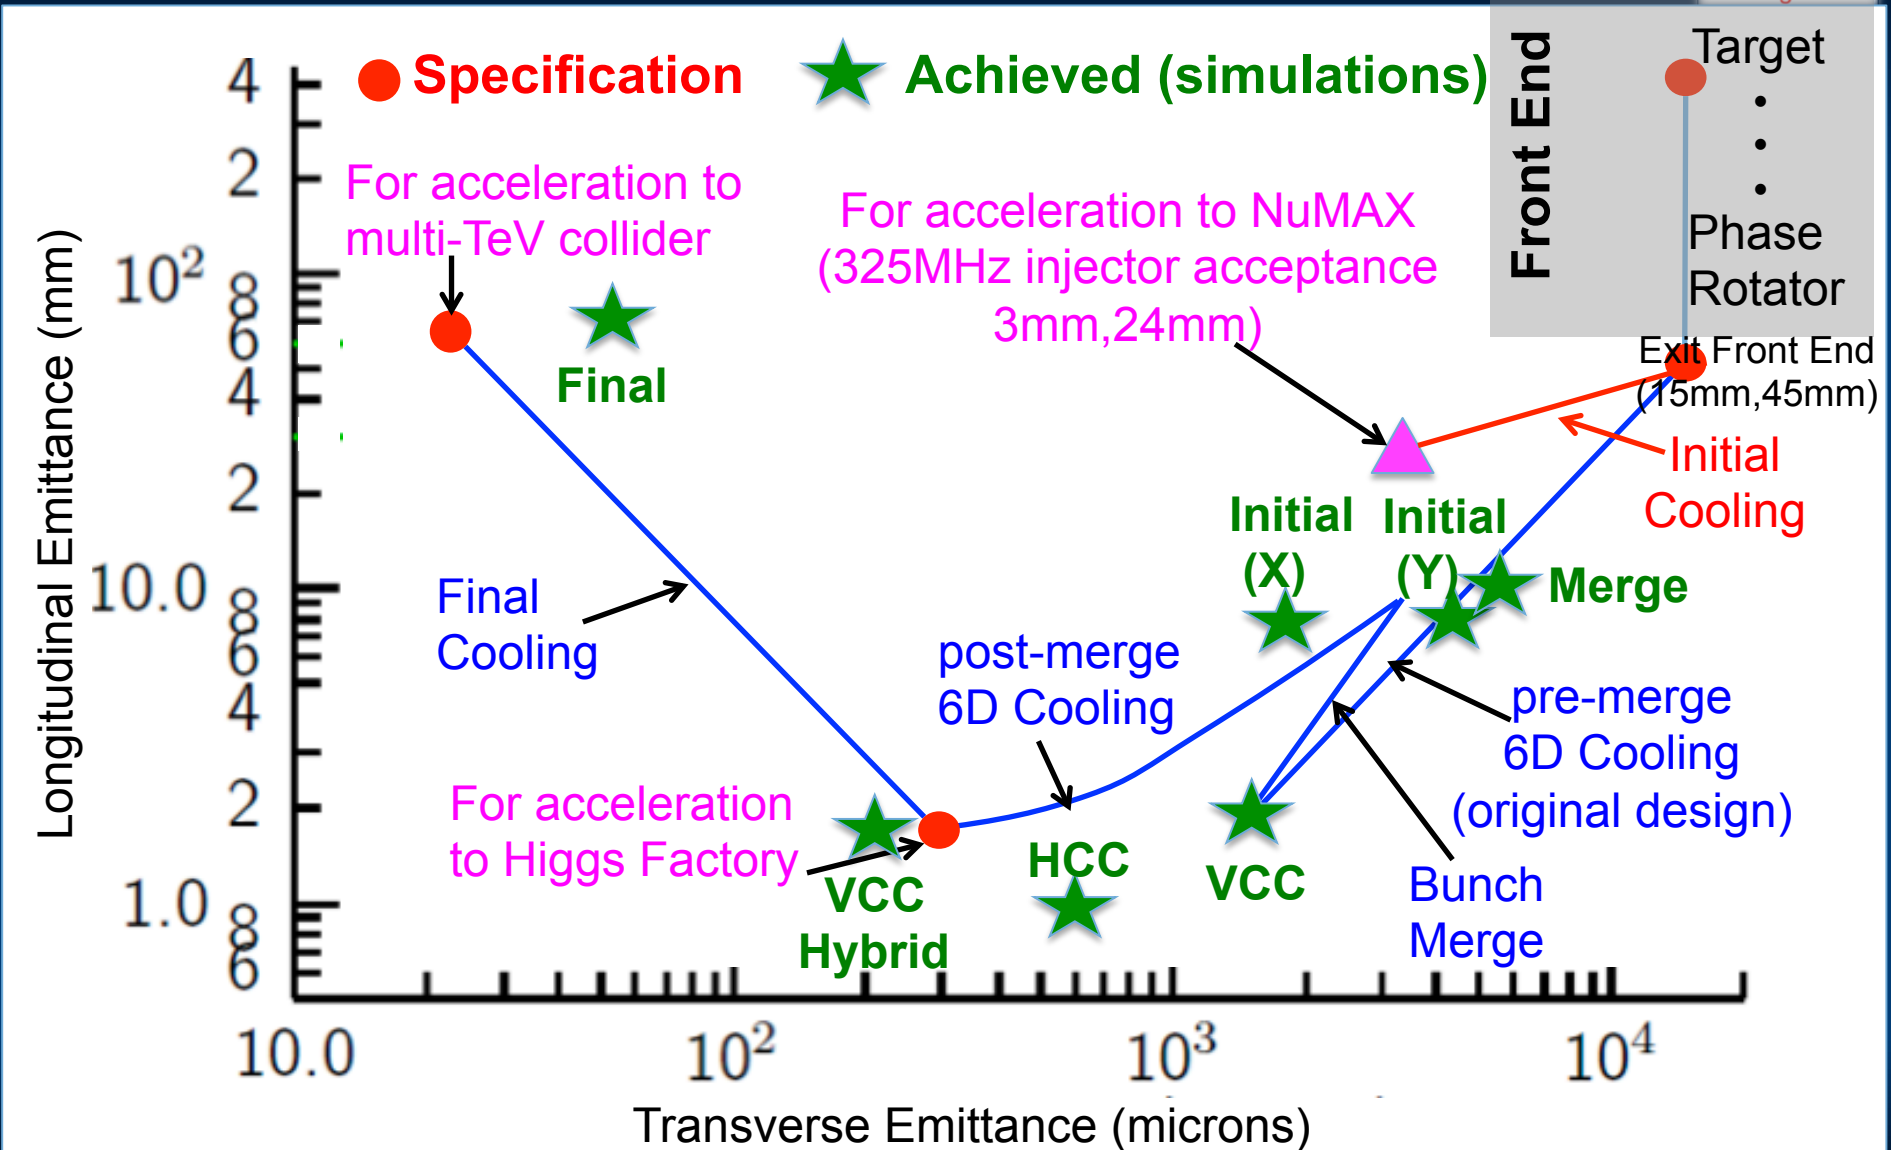 Specification
Achieved (simulations)
Front End
Target
Phase
Rotator
Exit Front End
(15mm,45mm)
For acceleration to
multi-TeV collider
For acceleration to NuMAX
(325MHz injector acceptance
3mm,24mm)
Final
Initial
Cooling
Initial
(X)
Initial
(Y)
Merge
Final
Cooling
post-merge
6D Cooling
pre-merge
6D Cooling
(original design)
For acceleration
to Higgs Factory
VCC
Hybrid
HCC
VCC
Bunch
Merge
Longitudinal Emittance (mm)
4
2
10²
8
6
4
2
10.0
8
6
4
2
1.0
8
6
10.0
10²
10³
10⁴
Transverse Emittance (microns)